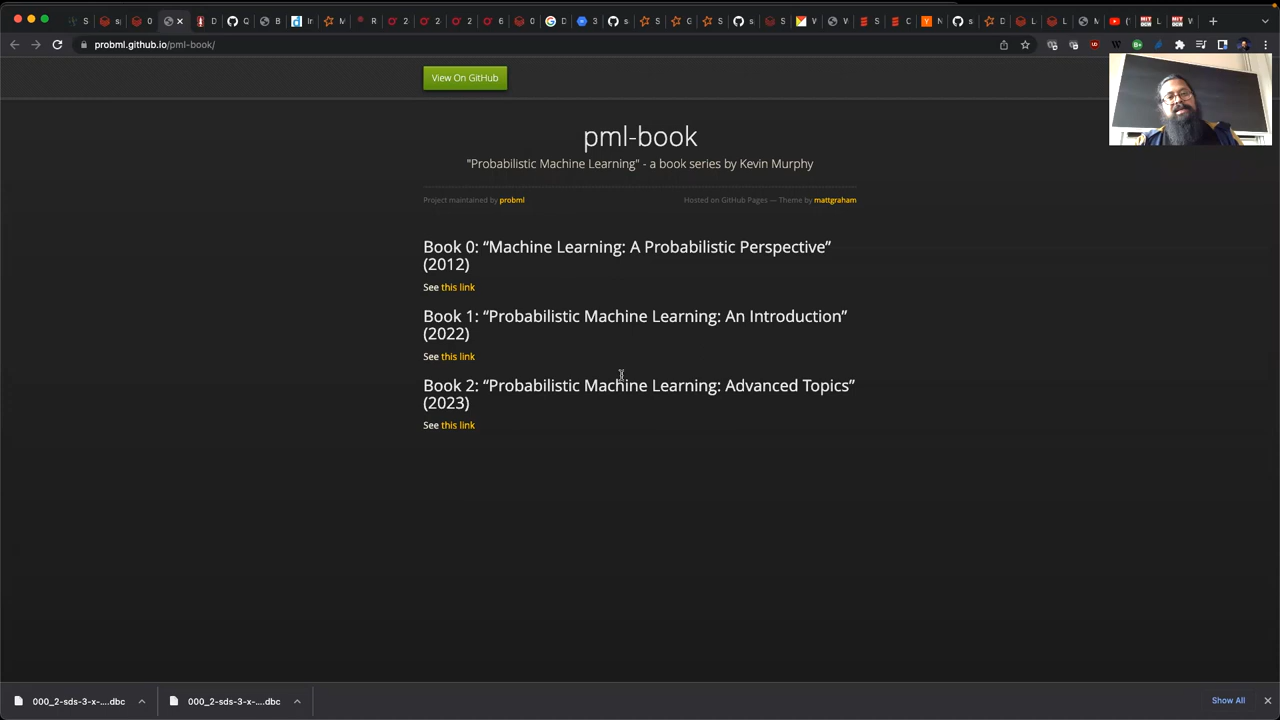 probml.github.io/pml-book/
View On GitHub
pml-book
"Probabilistic Machine Learning" - a book series by Kevin Murphy
Project maintained by probml
Hosted on GitHub Pages — Theme by mattgraham
Book 0: “Machine Learning: A Probabilistic Perspective”
(2012)
See this link
Book 1: “Probabilistic Machine Learning: An Introduction”
(2022)
See this link
Book 2: “Probabilistic Machine Learning: Advanced Topics”
(2023)
See this link
000_2-sds-3-x-....dbc
000_2-sds-3-x-....dbc
Show All